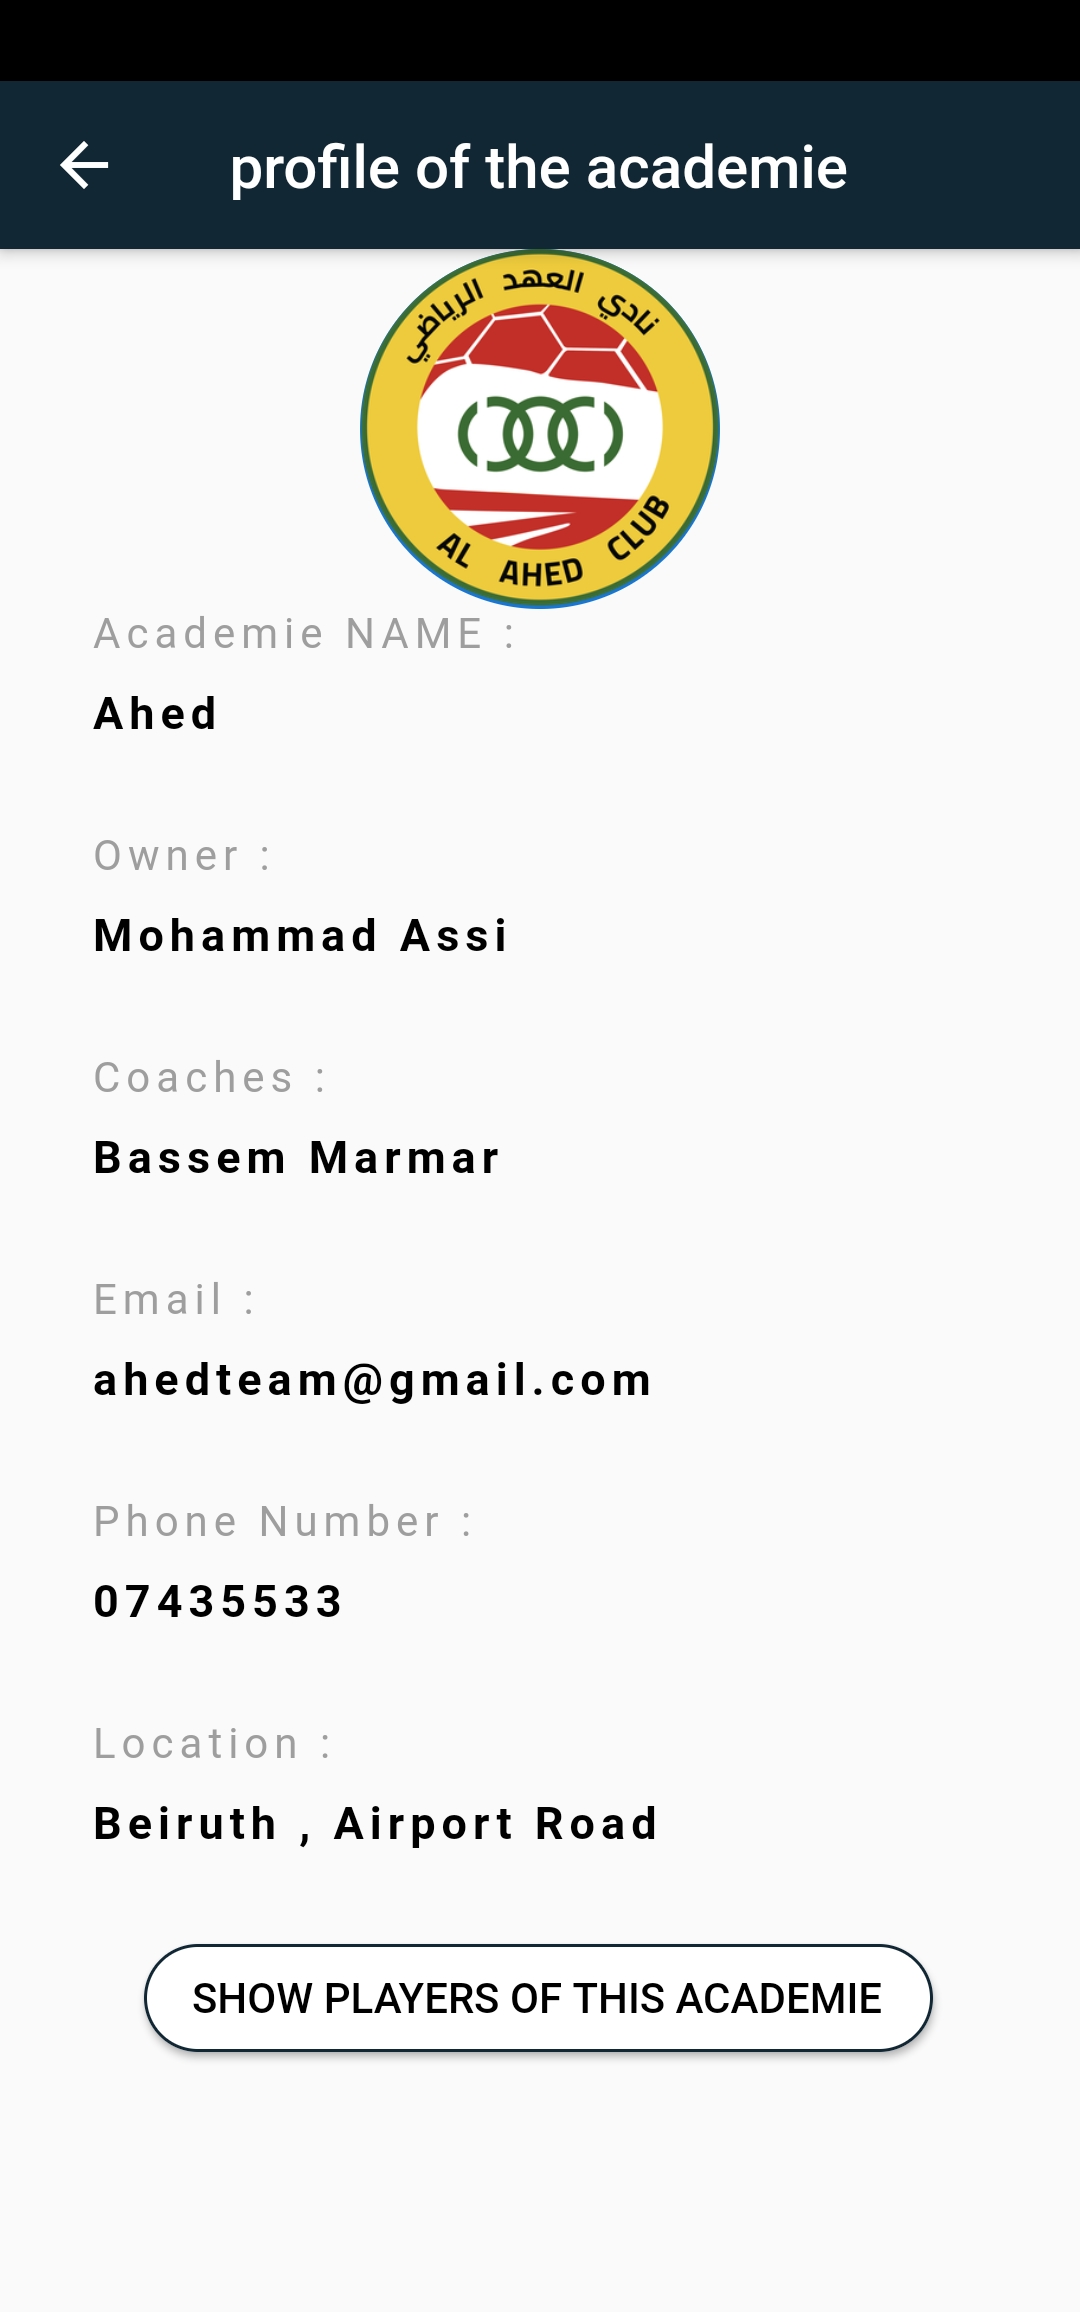 profile of the academie
نادي العهد الرياضي
AL AHED CLUB
Academie NAME :
Ahed
Owner :
Mohammad Assi
Coaches :
Bassem Marmar
Email :
ahedteam@gmail.com
Phone Number :
07435533
Location :
Beiruth , Airport Road
SHOW PLAYERS OF THIS ACADEMIE